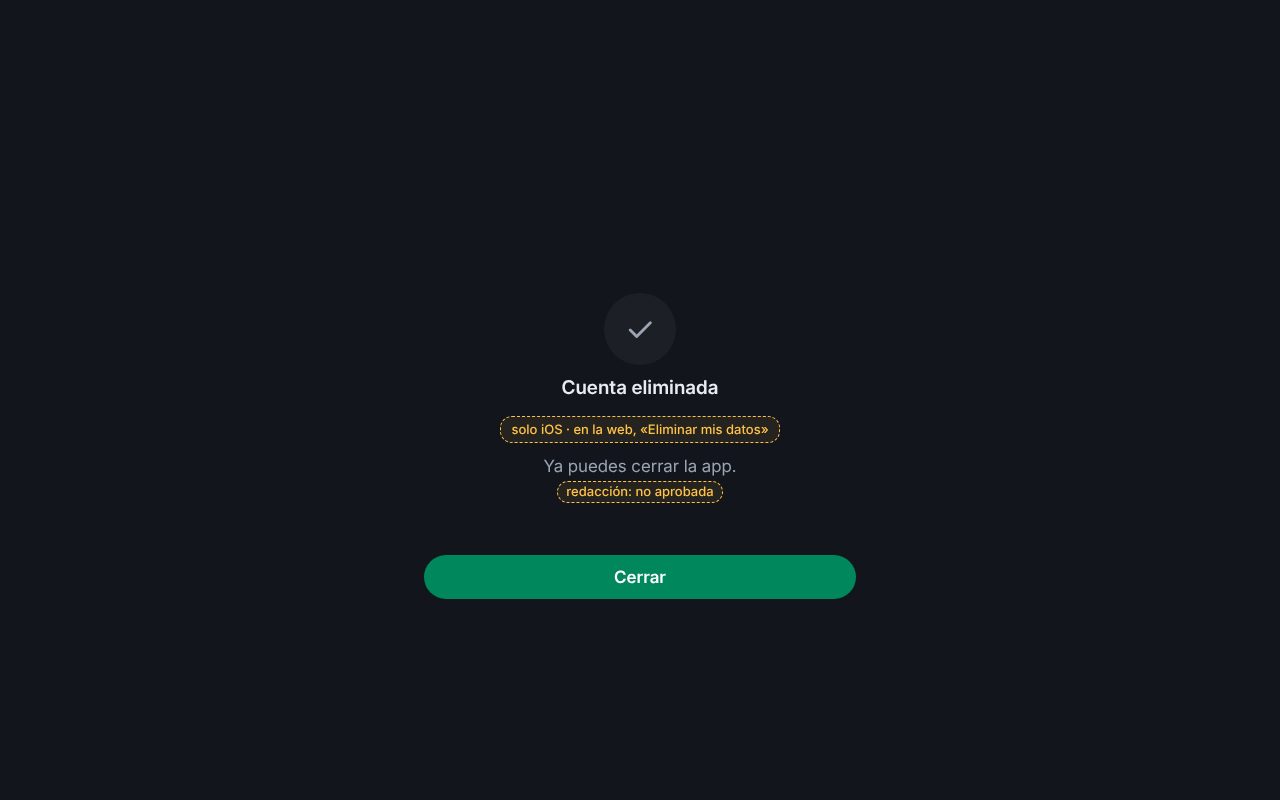 Cuenta eliminada
solo iOS · en la web, «Eliminar mis datos»
Ya puedes cerrar la app.
redacción: no aprobada
Cerrar